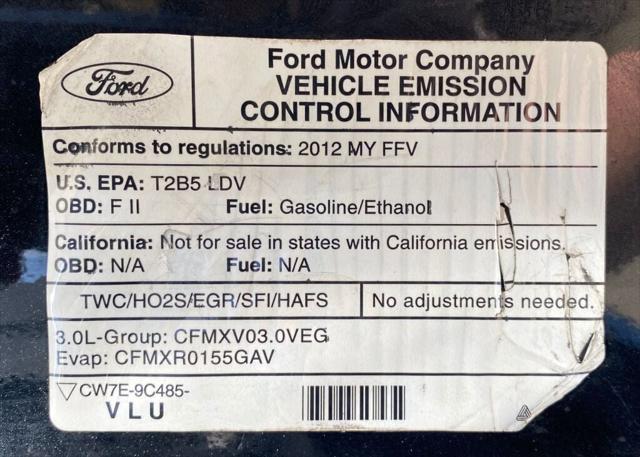 Ford
Ford Motor Company
VEHICLE EMISSION
CONTROL INFORMATION
Conforms to regulations: 2012 MY FFV
U.S. EPA: T2B5 LDV
OBD: F II Fuel: Gasoline/Ethanol
California: Not for sale in states with California emissions.
OBD: N/A Fuel: N/A
TWC/HO2S/EGR/SFI/HAFS No adjustments needed.
3.0L-Group: CFMXV03.0VEG
Evap: CFMXR0155GAV
CW7E-9C485-
VLU